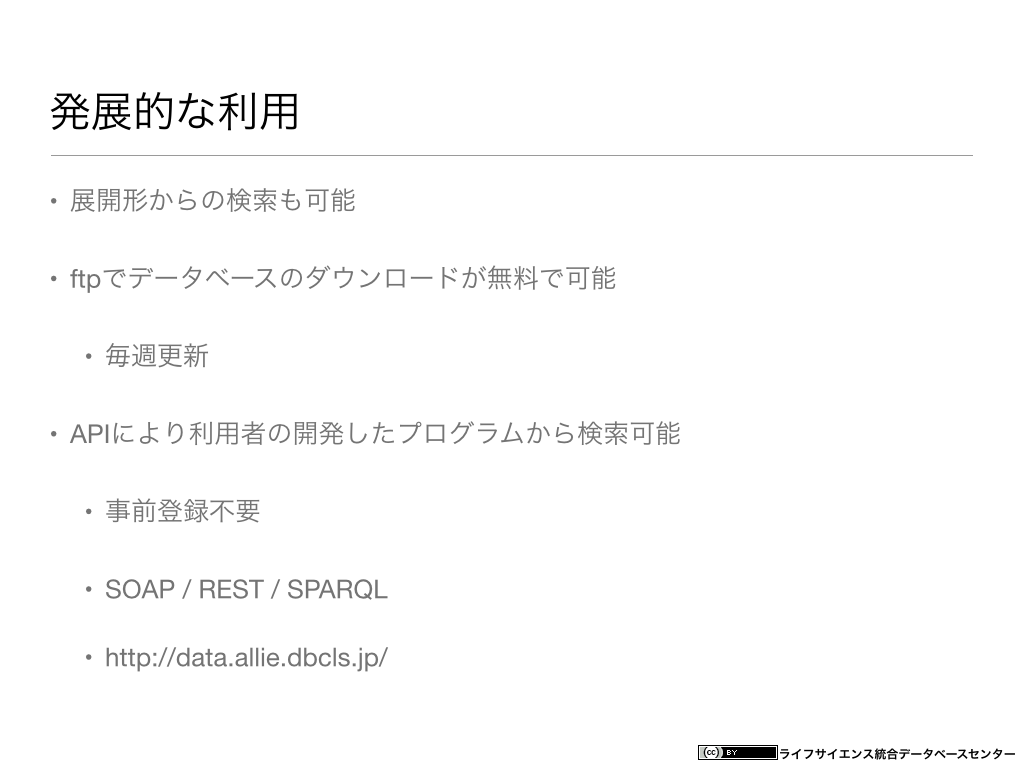 発展的な利用
• 展開形からの検索も可能
• ftpでデータベースのダウンロードが無料で可能
• 毎週更新
• APIにより利用者の開発したプログラムから検索可能
• 事前登録不要
• SOAP / REST / SPARQL
• http://data.allie.dbcls.jp/
(cc) BY ライフサイエンス統合データベースセンター